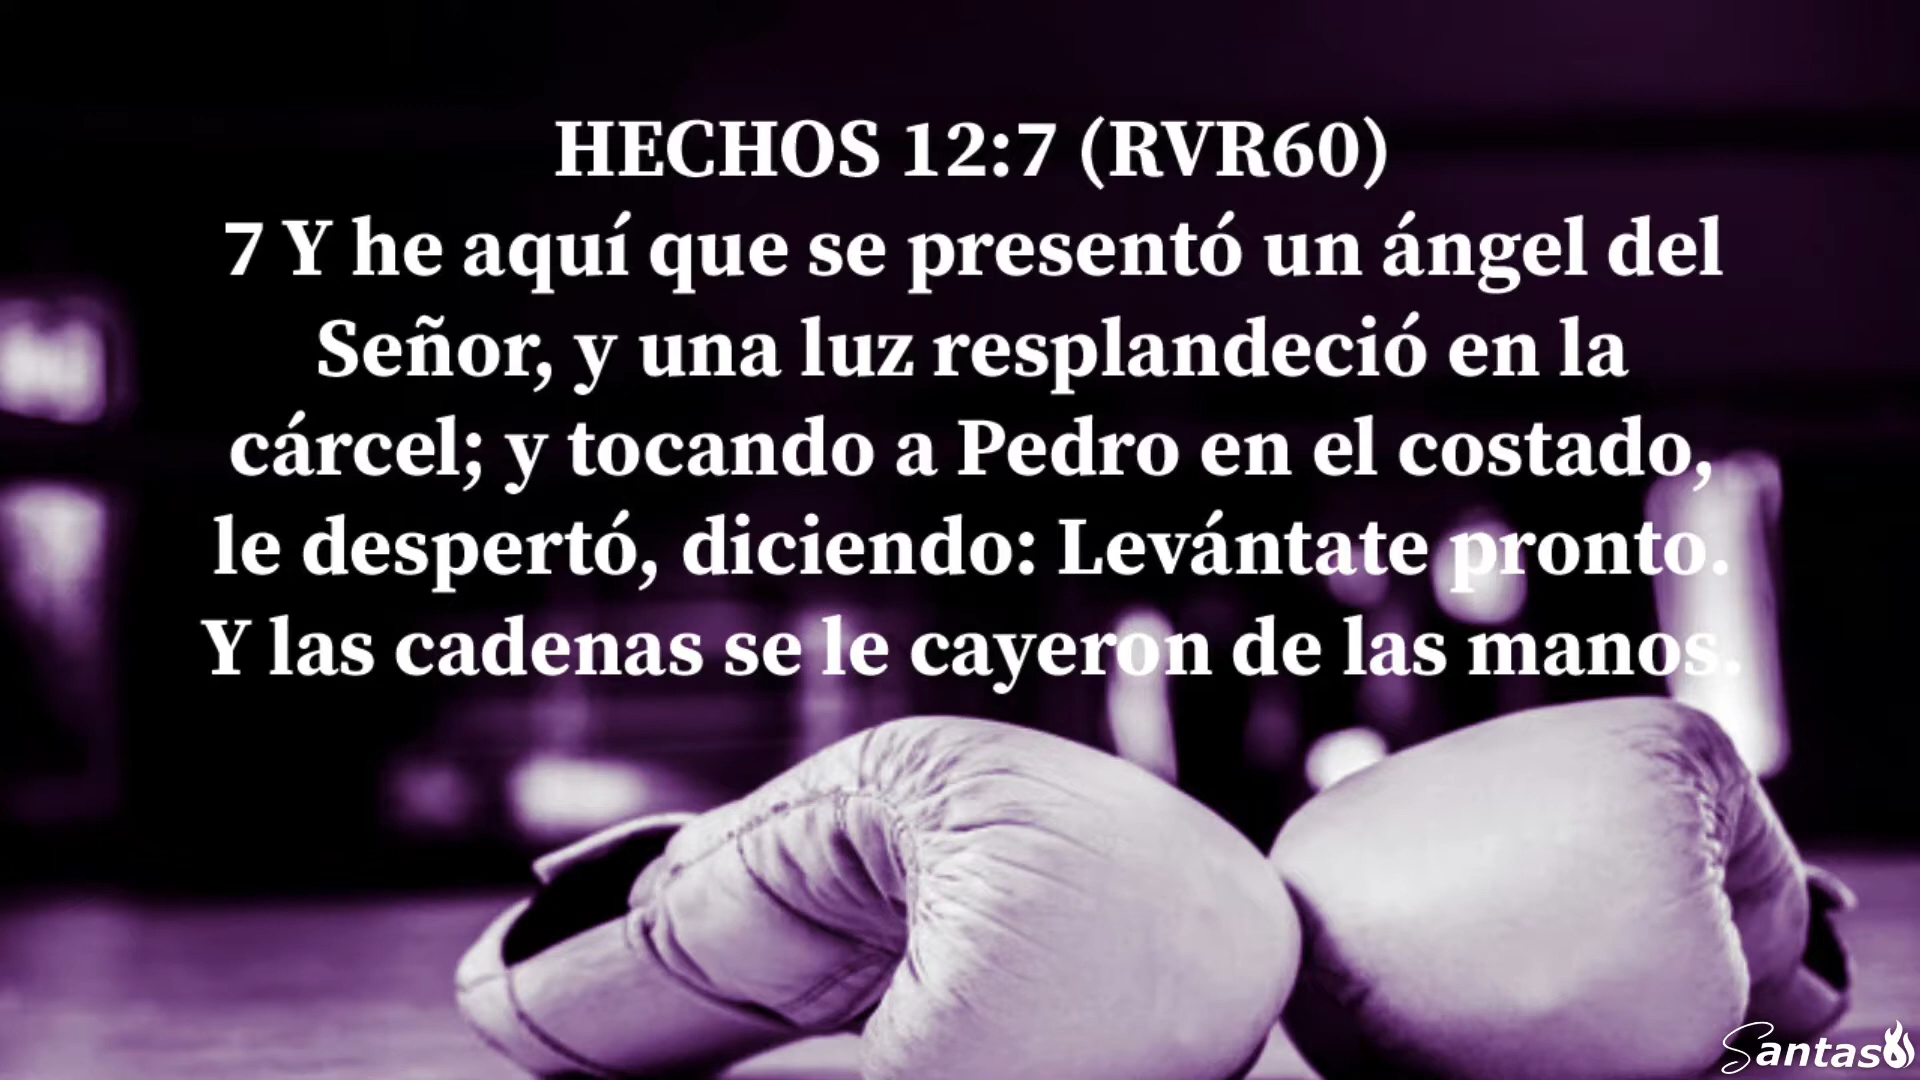 HECHOS 12:7 (RVR60)
7 Y he aquí que se presentó un ángel del
Señor, y una luz resplandeció en la
cárcel; y tocando a Pedro en el costado,
le despertó, diciendo: Levántate pronto.
Y las cadenas se le cayeron de las manos.
Santas